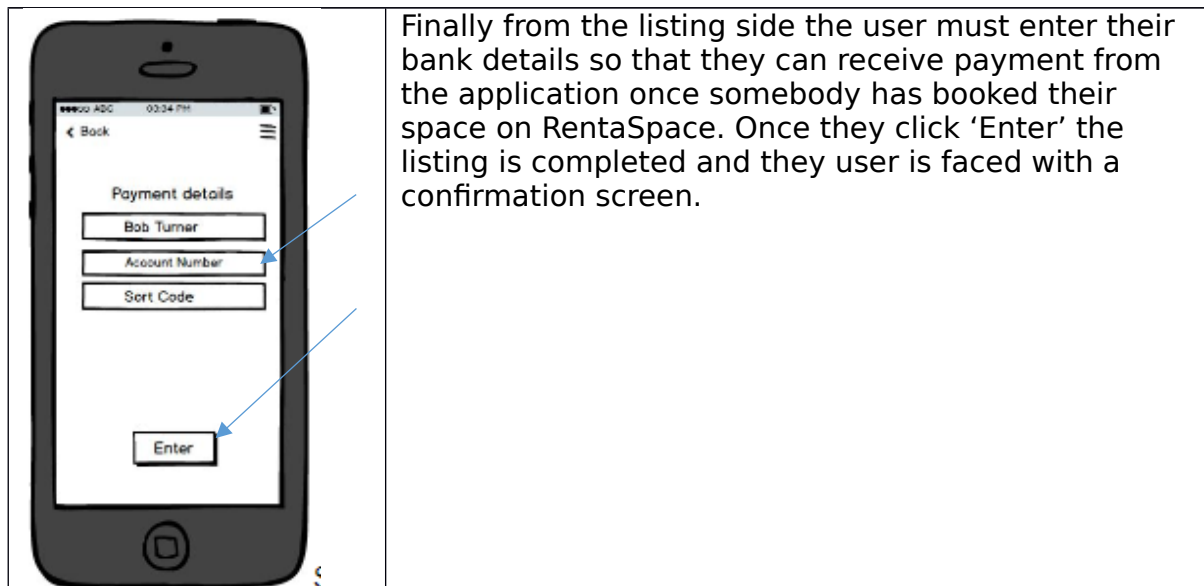 ●●●○○ ABC 03:34 PM
Back
Payment details
Bob Turner
Account Number
Sort Code
Enter
Finally from the listing side the user must enter their
bank details so that they can receive payment from
the application once somebody has booked their
space on RentaSpace. Once they click ‘Enter’ the
listing is completed and they user is faced with a
confirmation screen.